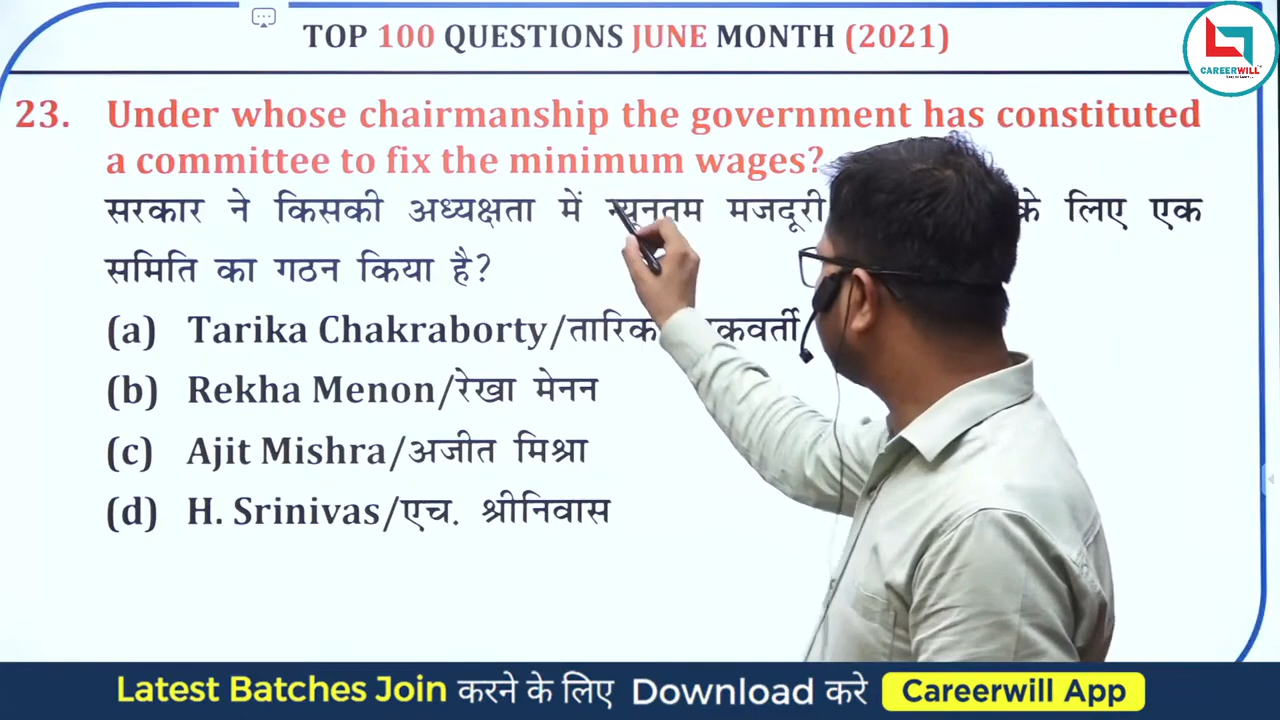 TOP 100 QUESTIONS JUNE MONTH (2021)
CAREERWILL
23. Under whose chairmanship the government has constituted
a committee to fix the minimum wages?
सरकार ने किसकी अध्यक्षता में न्यूनतम मजदूरी के लिए एक
समिति का गठन किया है?
(a) Tarika Chakraborty/
(b) Rekha Menon/रेखा मेनन
(c) Ajit Mishra/अजीत मिश्रा
(d) H. Srinivas/एच. श्रीनिवास
Latest Batches Join करने के लिए Download करे Careerwill App